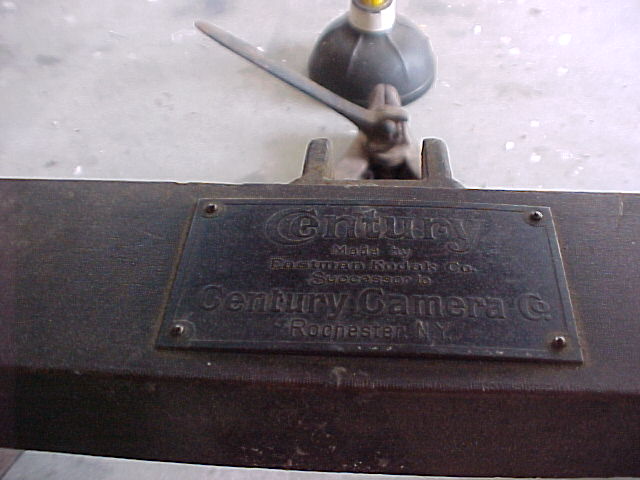 Century
Made by
Eastman Kodak Co.
Successor to
Century Camera Co.
Rochester, N.Y.